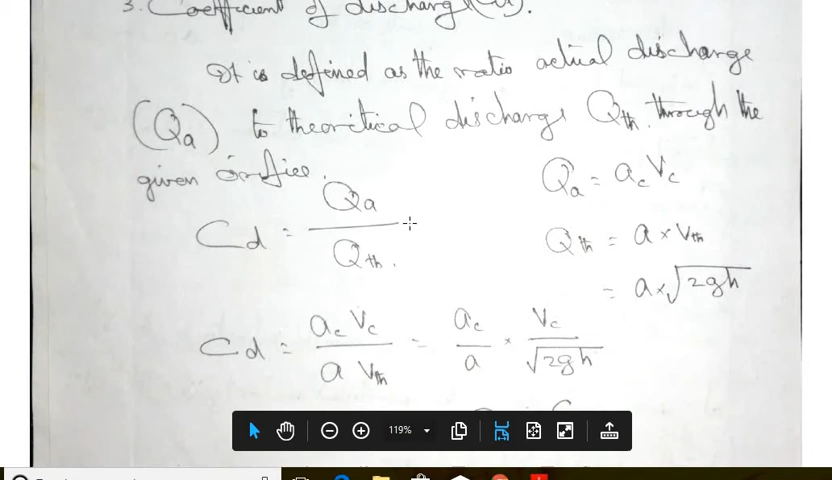 3. Coefficient of discharge (Cd).
It is defined as the ratio actual discharge
(Qa) to theoritical discharge Qth. through the
given orifice.
Qa = ac Vc
Cd = Qa / Qth.
Qth = a × Vth
= a × √2gh
Cd = ac Vc / a Vth = ac / a × Vc / √2gh
119%